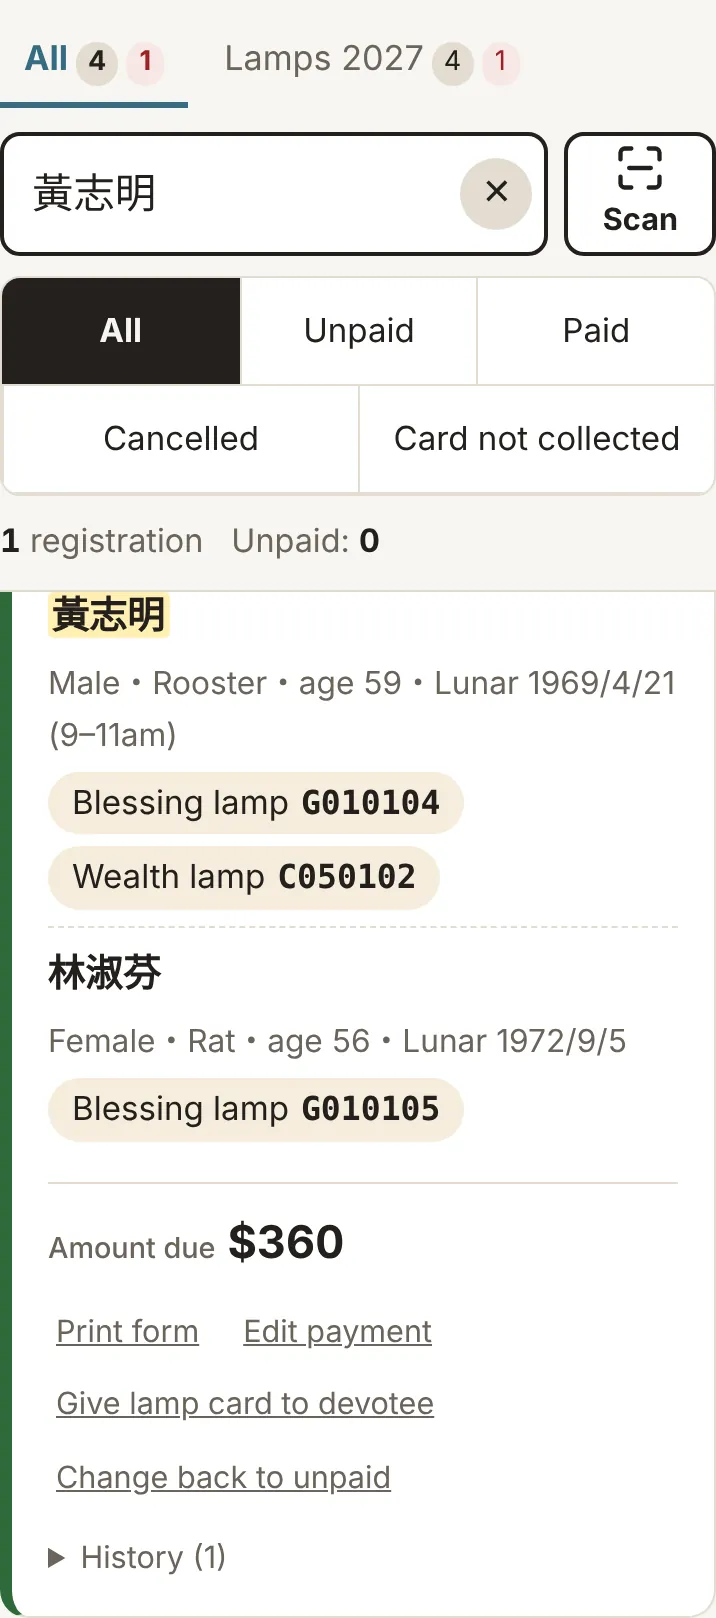 All 4 1 Lamps 2027 4 1
黃志明 ×
Scan
All Unpaid Paid
Cancelled Card not collected
1 registration Unpaid: 0
黃志明
Male • Rooster • age 59 • Lunar 1969/4/21
(9–11am)
Blessing lamp G010104
Wealth lamp C050102
林淑芬
Female • Rat • age 56 • Lunar 1972/9/5
Blessing lamp G010105
Amount due $360
Print form Edit payment
Give lamp card to devotee
Change back to unpaid
▶ History (1)